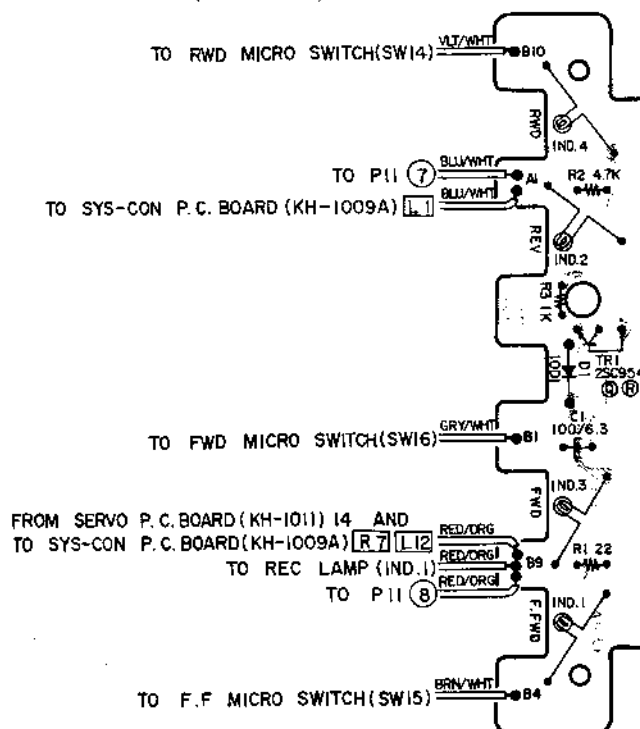 VLT/WHT
TO RWD MICRO SWITCH(SW14)
B10
RWD
IND.4
BLU/WHT
TO P11 7
A1
R2 4.7K
BLU/WHT
TO SYS-CON P.C.BOARD (KH-1009A) L1
REV
IND.2
R3 1K
TR1
2SC954
10D1
D1
C1
100/6.3
GRY/WHT
TO FWD MICRO SWITCH(SW16)
B1
IND.3
FWD
FROM SERVO P.C.BOARD(KH-1011) 14 AND
RED/ORG
TO SYS-CON P.C.BOARD(KH-1009A) R7 L12
RED/ORG
TO REC LAMP (IND.1)
B9
R1 22
RED/ORG
TO P11 8
IND.1
F.FWD
BRN/WHT
TO F.F MICRO SWITCH(SW15)
B4